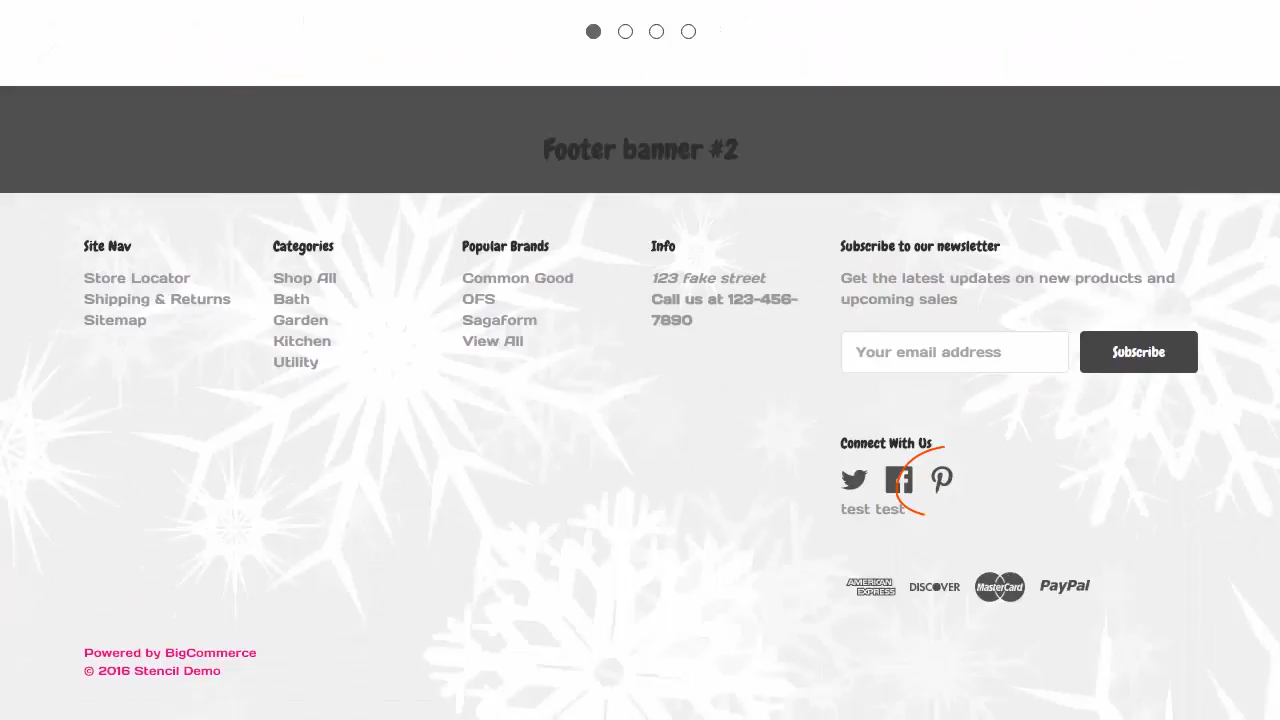 Footer banner #2
Site Nav
Store Locator
Shipping & Returns
Sitemap
Categories
Shop All
Bath
Garden
Kitchen
Utility
Popular Brands
Common Good
OFS
Sagaform
View All
Info
123 fake street
Call us at 123-456-
7890
Subscribe to our newsletter
Get the latest updates on new products and
upcoming sales
Your email address
Subscribe
Connect With Us
test test
AMERICAN
EXPRESS
DISCOVER
MasterCard
PayPal
Powered by BigCommerce
© 2016 Stencil Demo